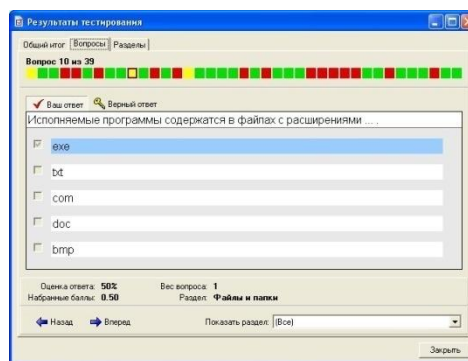 Результаты тестирования
Общий итог Вопросы Разделы
Вопрос 10 из 39
Ваш ответ Верный ответ
Исполняемые программы содержатся в файлах с расширениями ... .
exe
txt
com
doc
bmp
Оценка ответа: 50% Вес вопроса: 1
Набранные баллы: 0.50 Раздел: Файлы и папки
Назад Вперед Показать раздел: (Все)
Закрыть